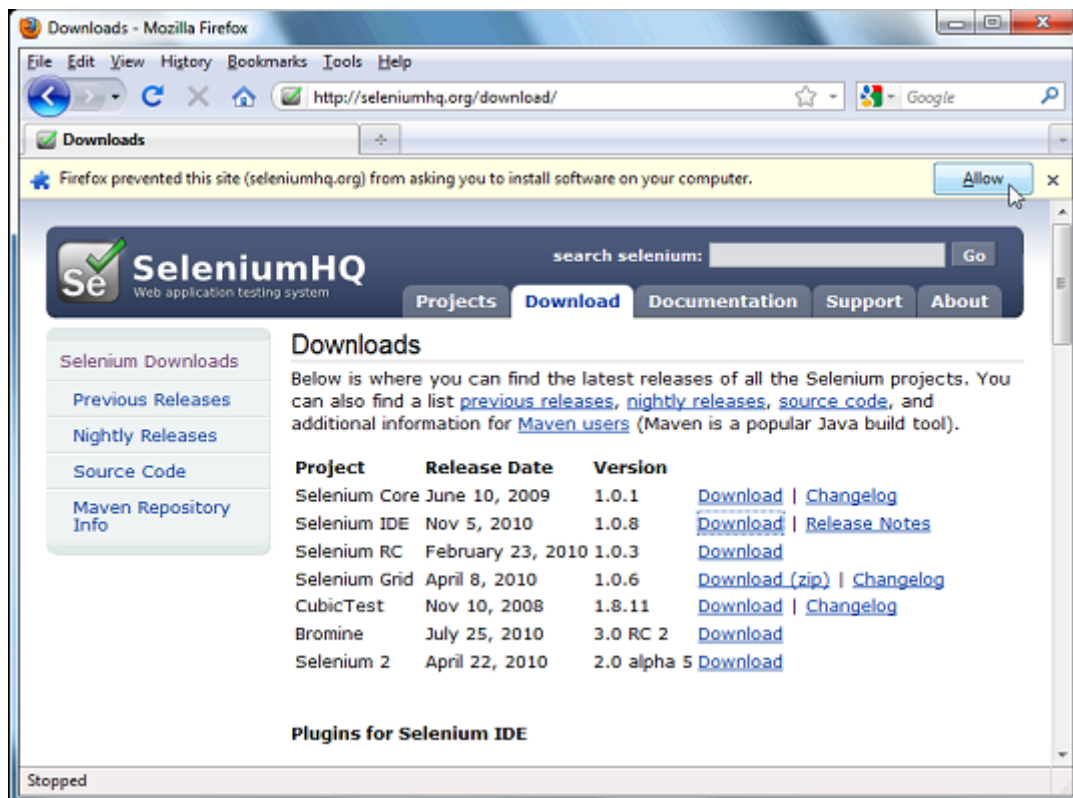 Downloads - Mozilla Firefox
File Edit View History Bookmarks Tools Help
http://seleniumhq.org/download/
Google
Downloads
Firefox prevented this site (seleniumhq.org) from asking you to install software on your computer.
Allow
Se
SeleniumHQ
Web application testing system
search selenium:
Go
Projects Download Documentation Support About
Selenium Downloads
Previous Releases
Nightly Releases
Source Code
Maven Repository
Info
Downloads
Below is where you can find the latest releases of all the Selenium projects. You
can also find a list previous releases, nightly releases, source code, and
additional information for Maven users (Maven is a popular Java build tool).
Project Release Date Version
Selenium Core June 10, 2009 1.0.1 Download | Changelog
Selenium IDE Nov 5, 2010 1.0.8 Download | Release Notes
Selenium RC February 23, 2010 1.0.3 Download
Selenium Grid April 8, 2010 1.0.6 Download (zip) | Changelog
CubicTest Nov 10, 2008 1.8.11 Download | Changelog
Bromine July 25, 2010 3.0 RC 2 Download
Selenium 2 April 22, 2010 2.0 alpha 5 Download
Plugins for Selenium IDE
Stopped